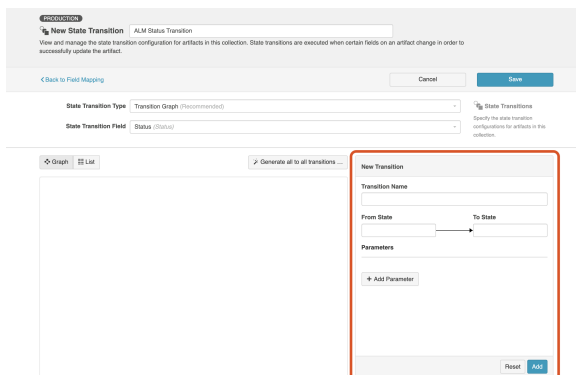 PRODUCTION
New State Transition
ALM Status Transition
View and manage the state transition configuration for artifacts in this collection. State transitions are executed when certain fields on an artifact change in order to
successfully update the artifact.
Back to Field Mapping
Cancel
Save
State Transition Type
Transition Graph (Recommended)
State Transition Field
Status (Status)
State Transitions
Specify the state transition
configurations for artifacts in this
collection.
Graph
List
Generate all to all transitions ...
New Transition
Transition Name
From State
To State
Parameters
+ Add Parameter
Reset
Add